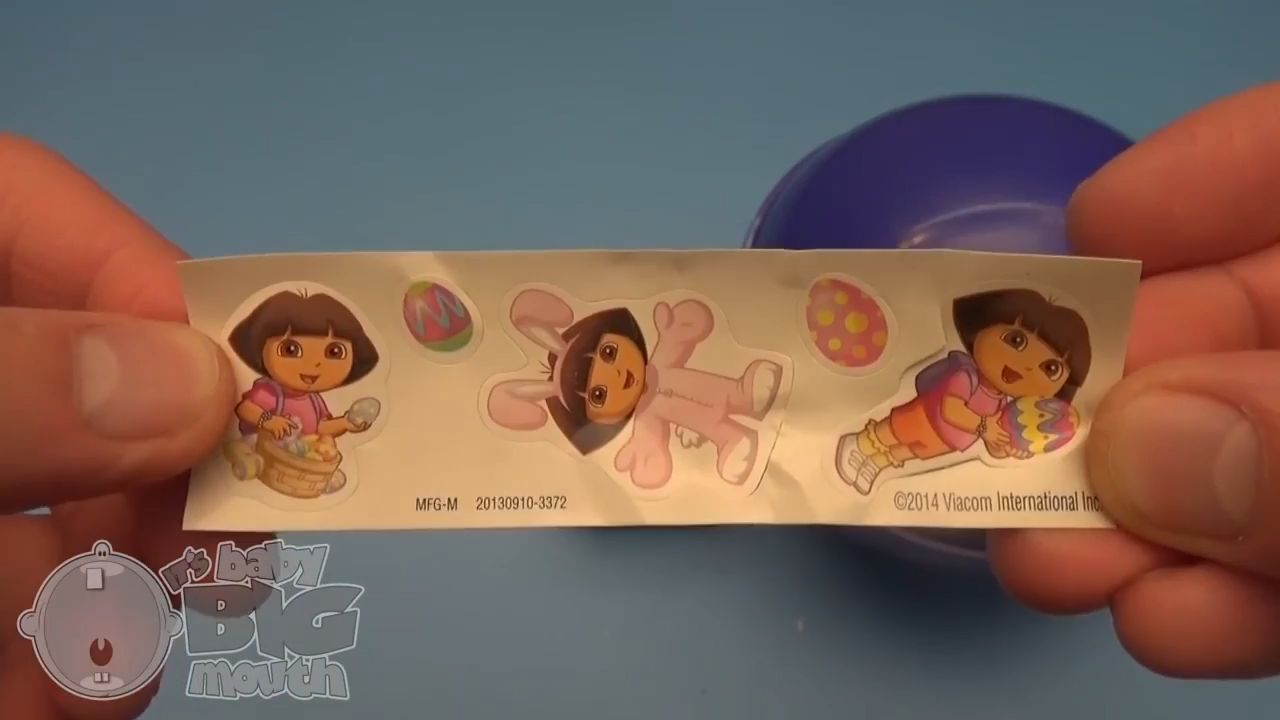 MFG-M 20130910-3372
©2014 Viacom International Inc.
it's baby
BIG
mouth